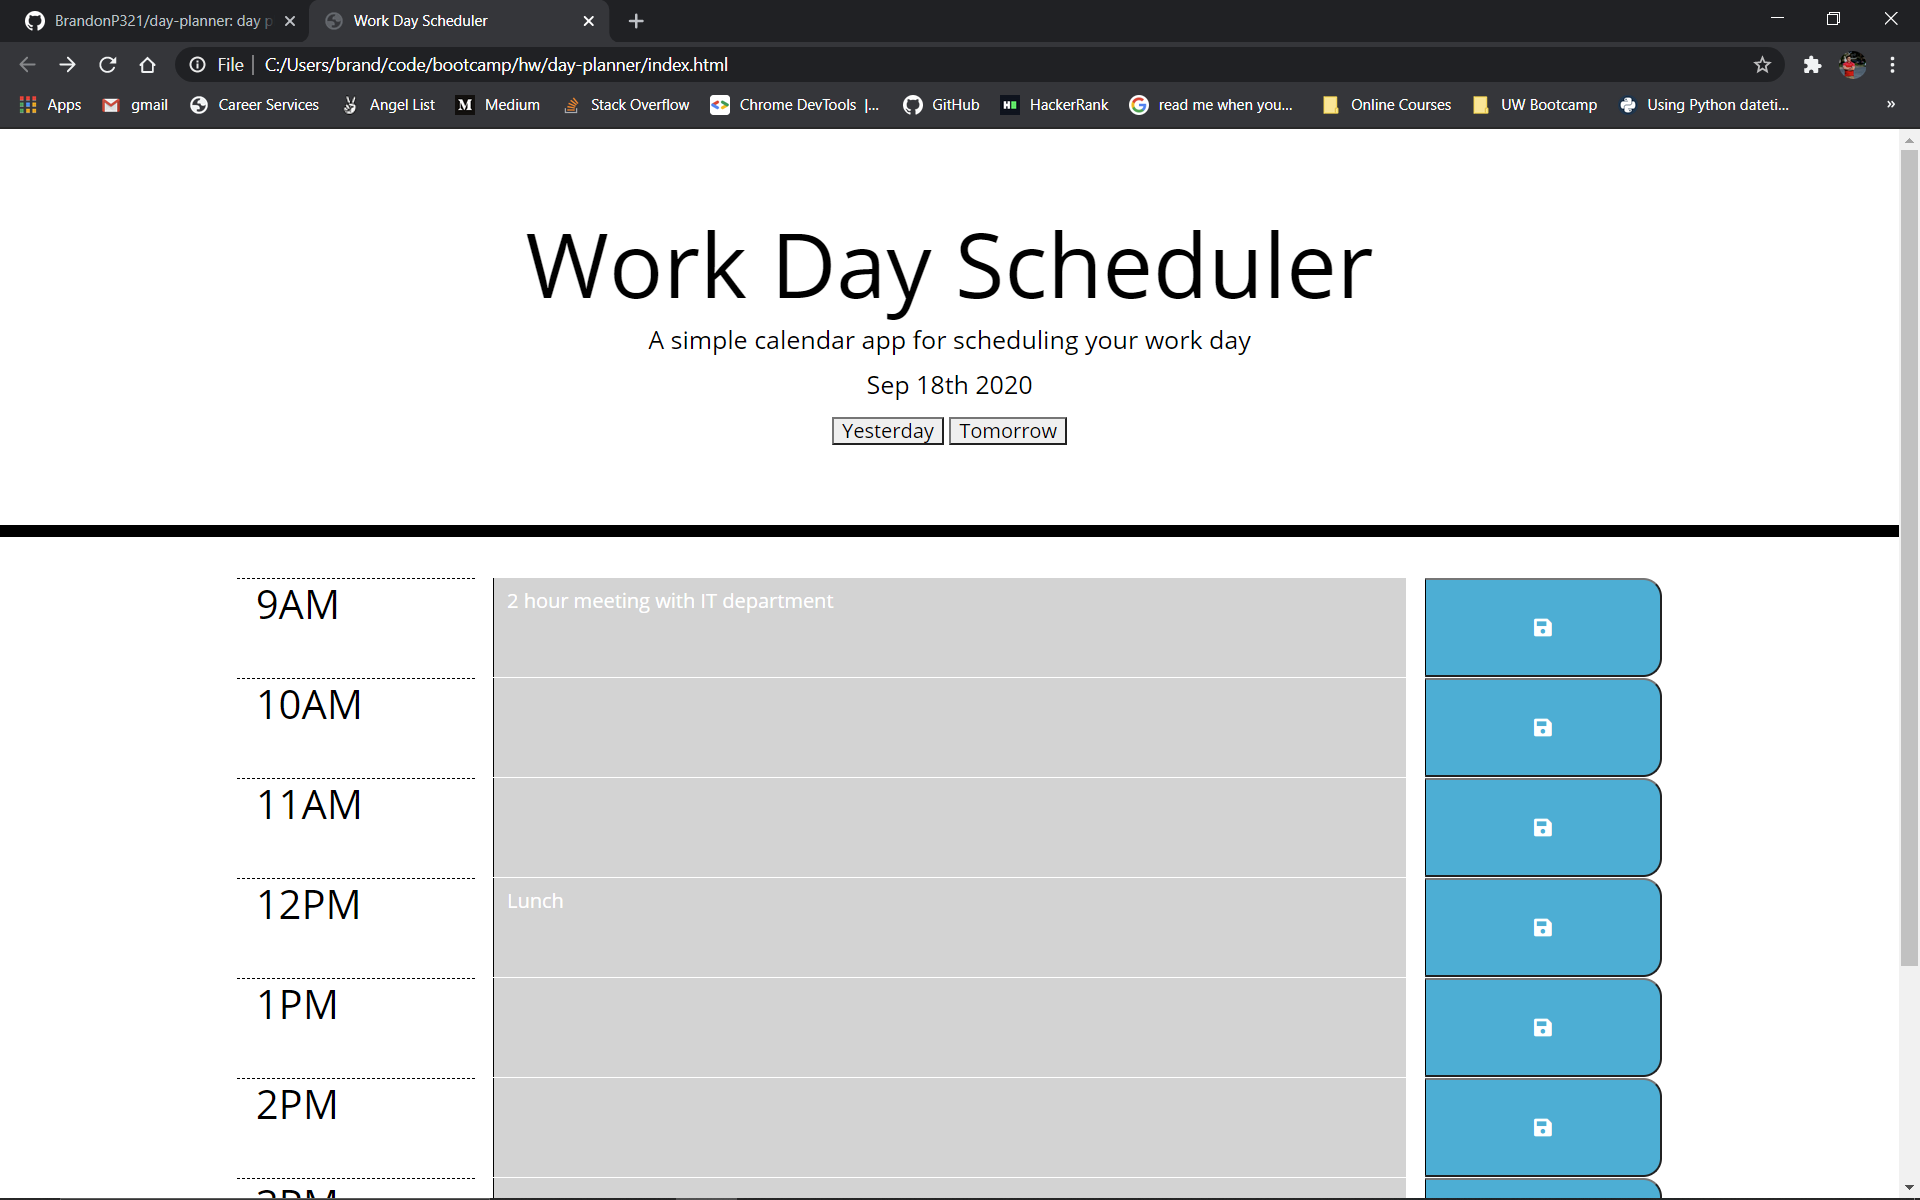 BrandonP321/day-planner: day p
Work Day Scheduler
File | C:/Users/brand/code/bootcamp/hw/day-planner/index.html
Apps gmail Career Services Angel List Medium Stack Overflow Chrome DevTools |... GitHub HackerRank read me when you... Online Courses UW Bootcamp Using Python dateti... »
Work Day Scheduler
A simple calendar app for scheduling your work day
Sep 18th 2020
Yesterday Tomorrow
9AM 2 hour meeting with IT department
10AM
11AM
12PM Lunch
1PM
2PM
3PM